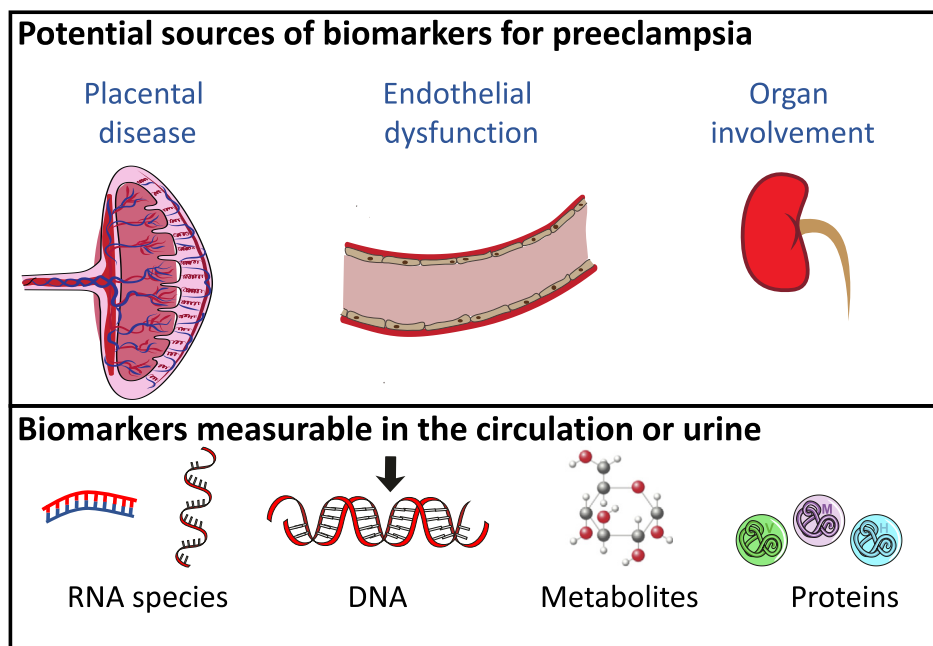 Potential sources of biomarkers for preeclampsia
Placental
disease
Endothelial
dysfunction
Organ
involvement
Biomarkers measurable in the circulation or urine
V
M
H
RNA species
DNA
Metabolites
Proteins